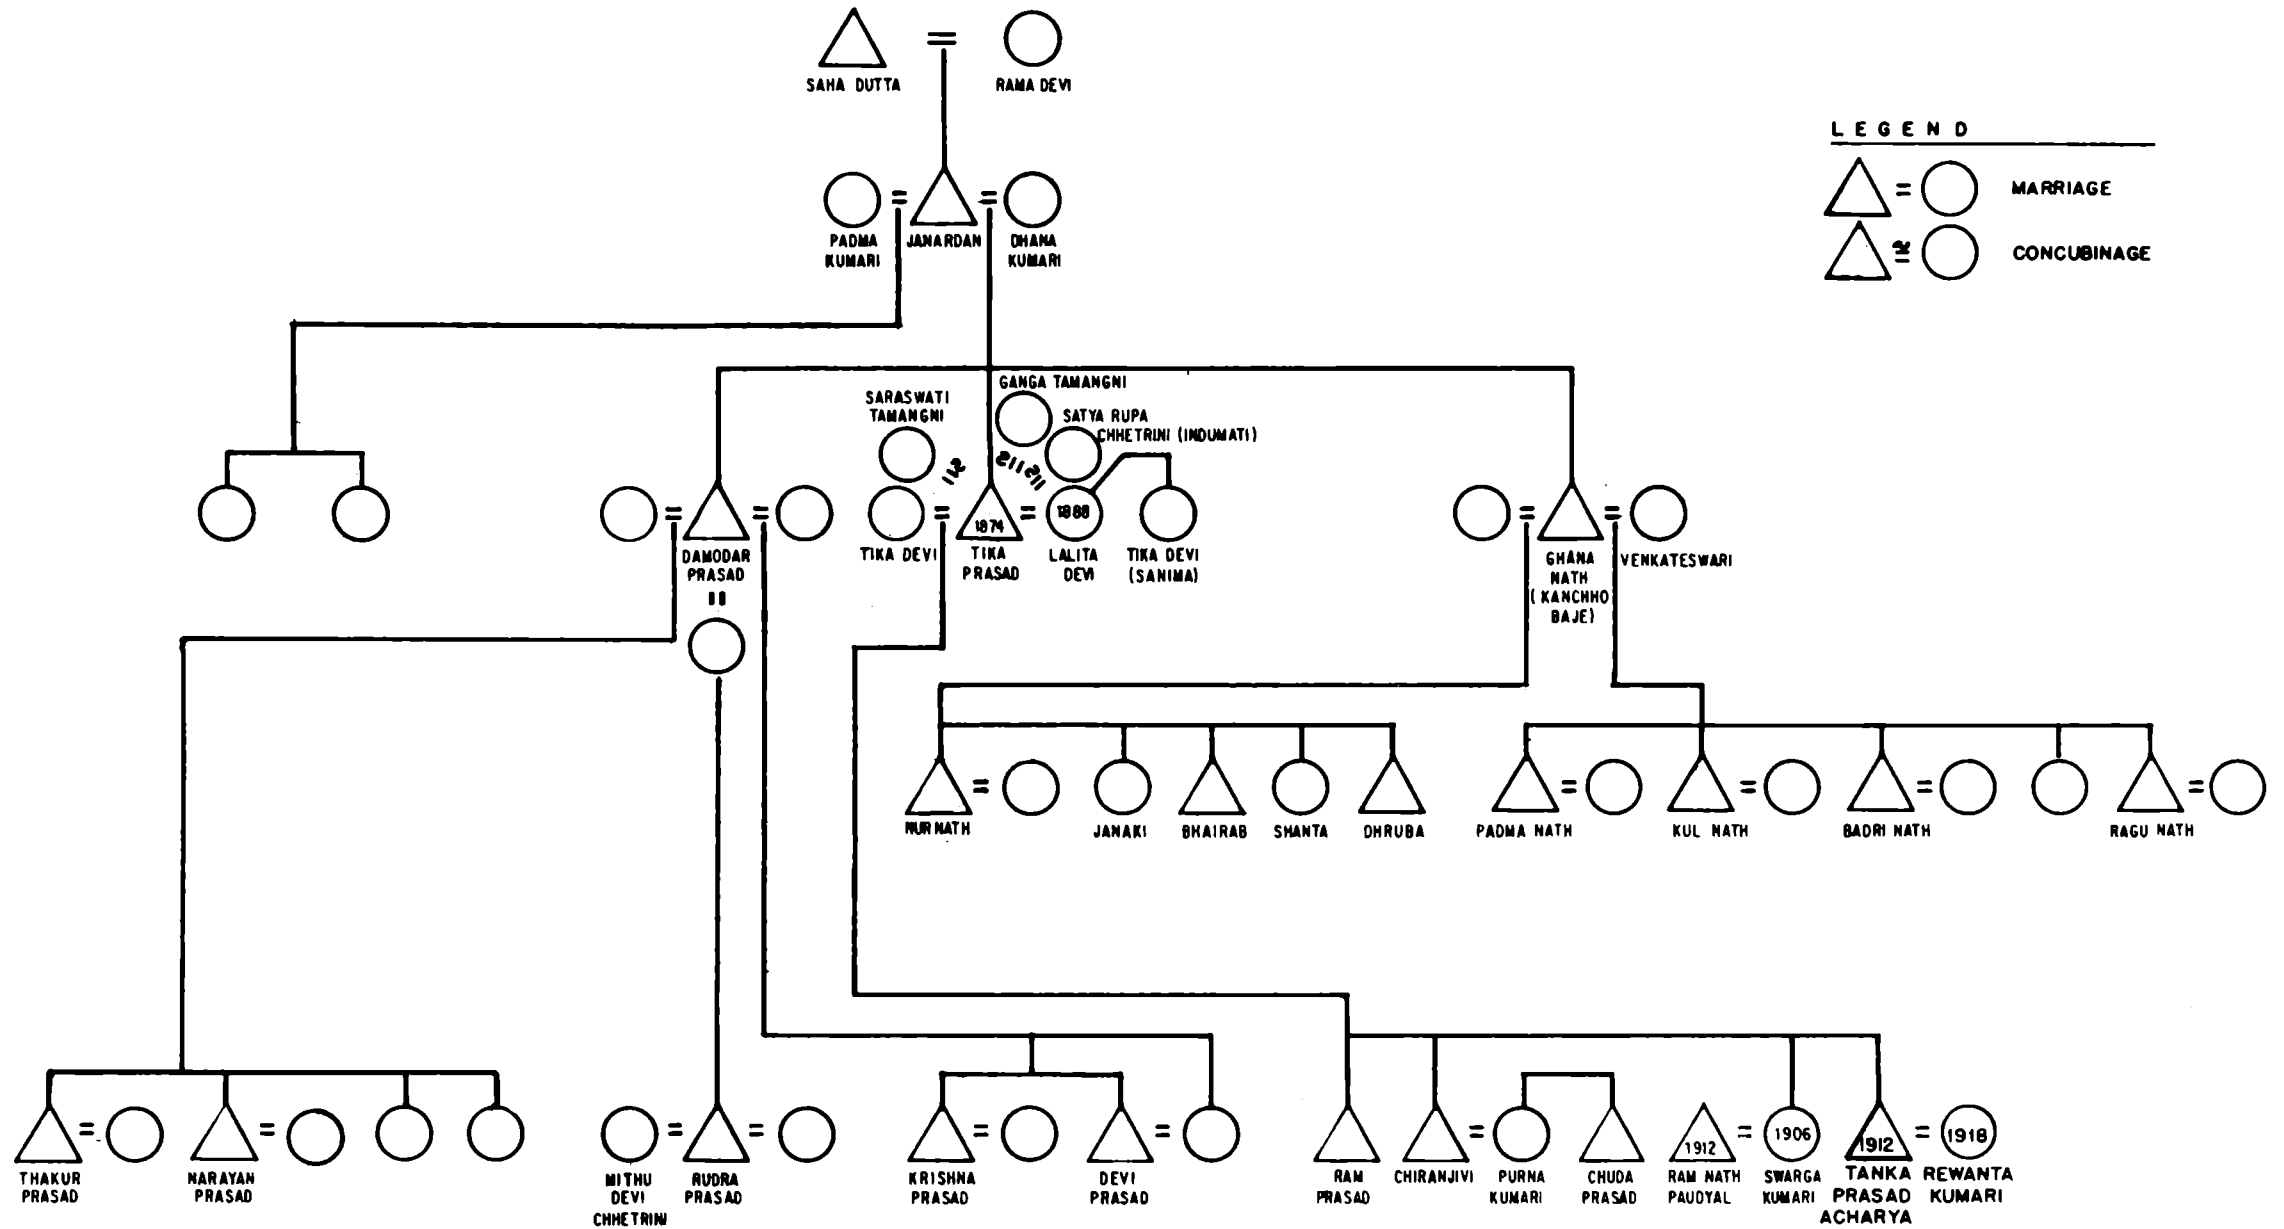 SAHA DUTTA
RAMA DEVI
LEGEND
= MARRIAGE
CONCUBINAGE
PADMA
KUMARI
JANARDAN
DHANA
KUMARI
GANGA TAMANGNI
SARASWATI
TAMANGNI
SATYA RUPA
CHHETRINI (INDUMATI)
1874
1888
DAMODAR
PRASAD
TIKA DEVI
TIKA
PRASAD
LALITA
DEVI
TIKA DEVI
(SANIMA)
GHANA
NATH
(KANCHHO
BAJE)
VENKATESWARI
NUR NATH
JANAKI
BHAIRAB
SHANTA
DHRUBA
PADMA NATH
KUL NATH
BADRI NATH
RAGU NATH
THAKUR
PRASAD
NARAYAN
PRASAD
MITHU
DEVI
CHHETRINI
RUDRA
PRASAD
KRISHNA
PRASAD
DEVI
PRASAD
RAM
PRASAD
CHIRANJIVI
PURNA
KUMARI
CHUDA
PRASAD
1912
RAM NATH
PAUDYAL
1906
SWARGA
KUMARI
1912
TANKA
PRASAD
ACHARYA
1918
REWANTA
KUMARI